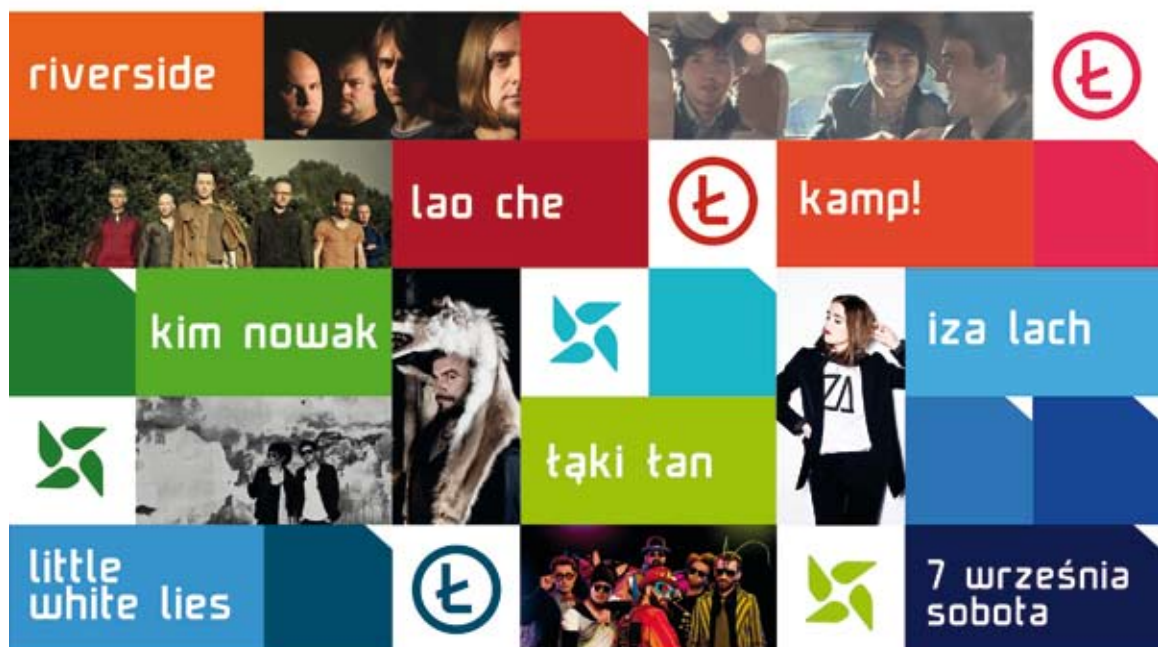 riverside
Ł
lao che
Ł
kamp!
kim nowak
iza lach
łąki łan
little
white lies
Ł
7 września
sobota